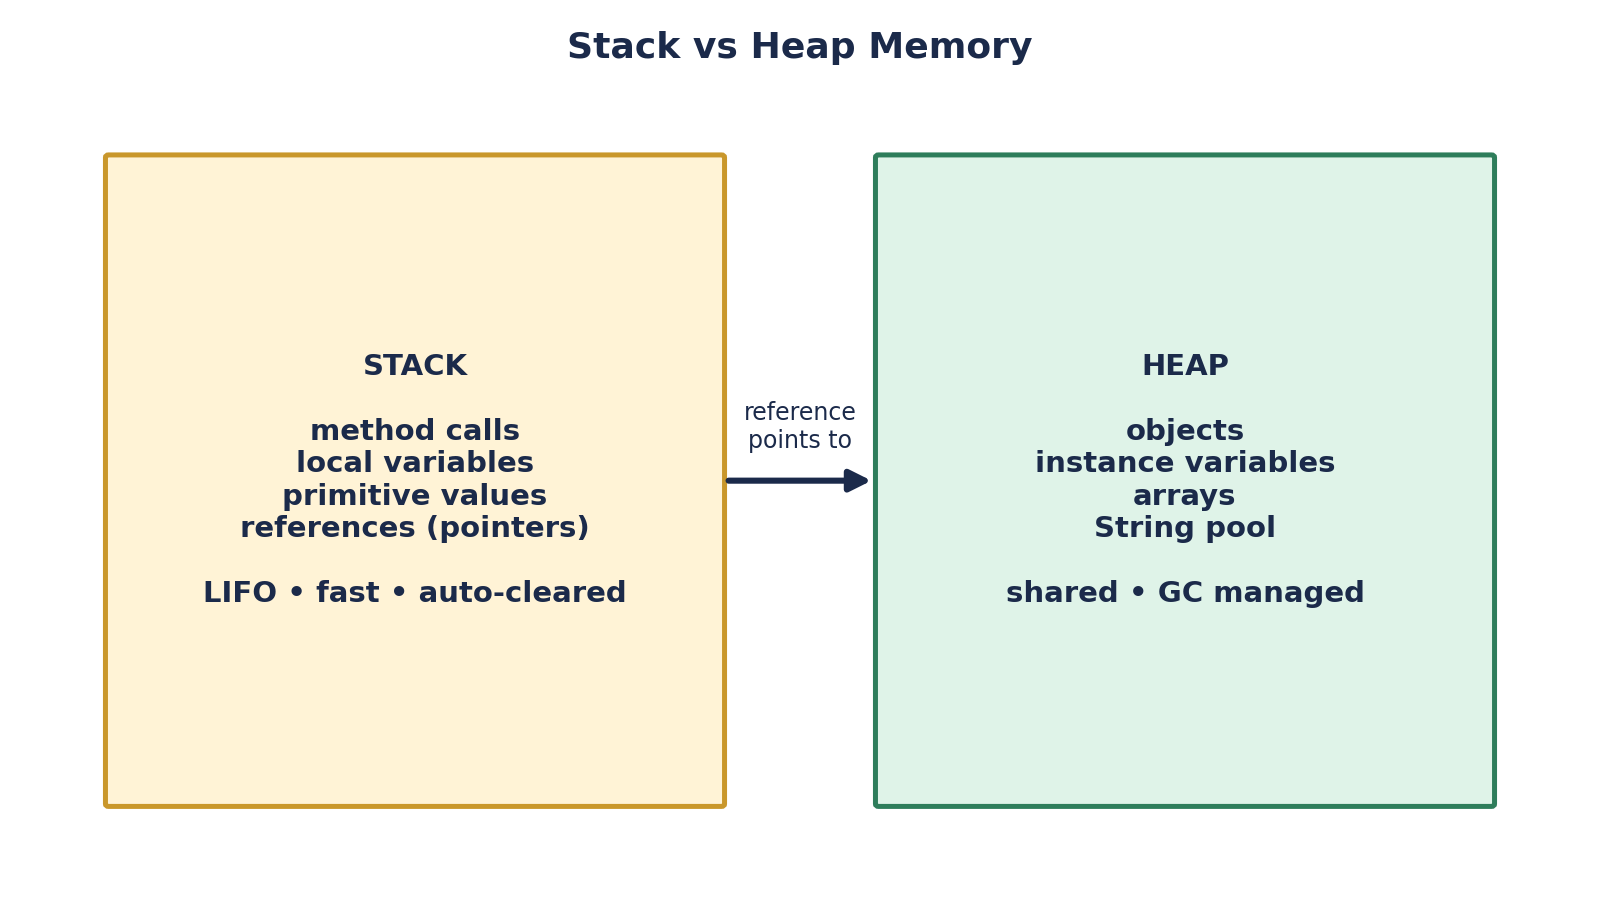 Stack vs Heap Memory
STACK
method calls
local variables
primitive values
references (pointers)
LIFO • fast • auto-cleared
reference
points to
HEAP
objects
instance variables
arrays
String pool
shared • GC managed